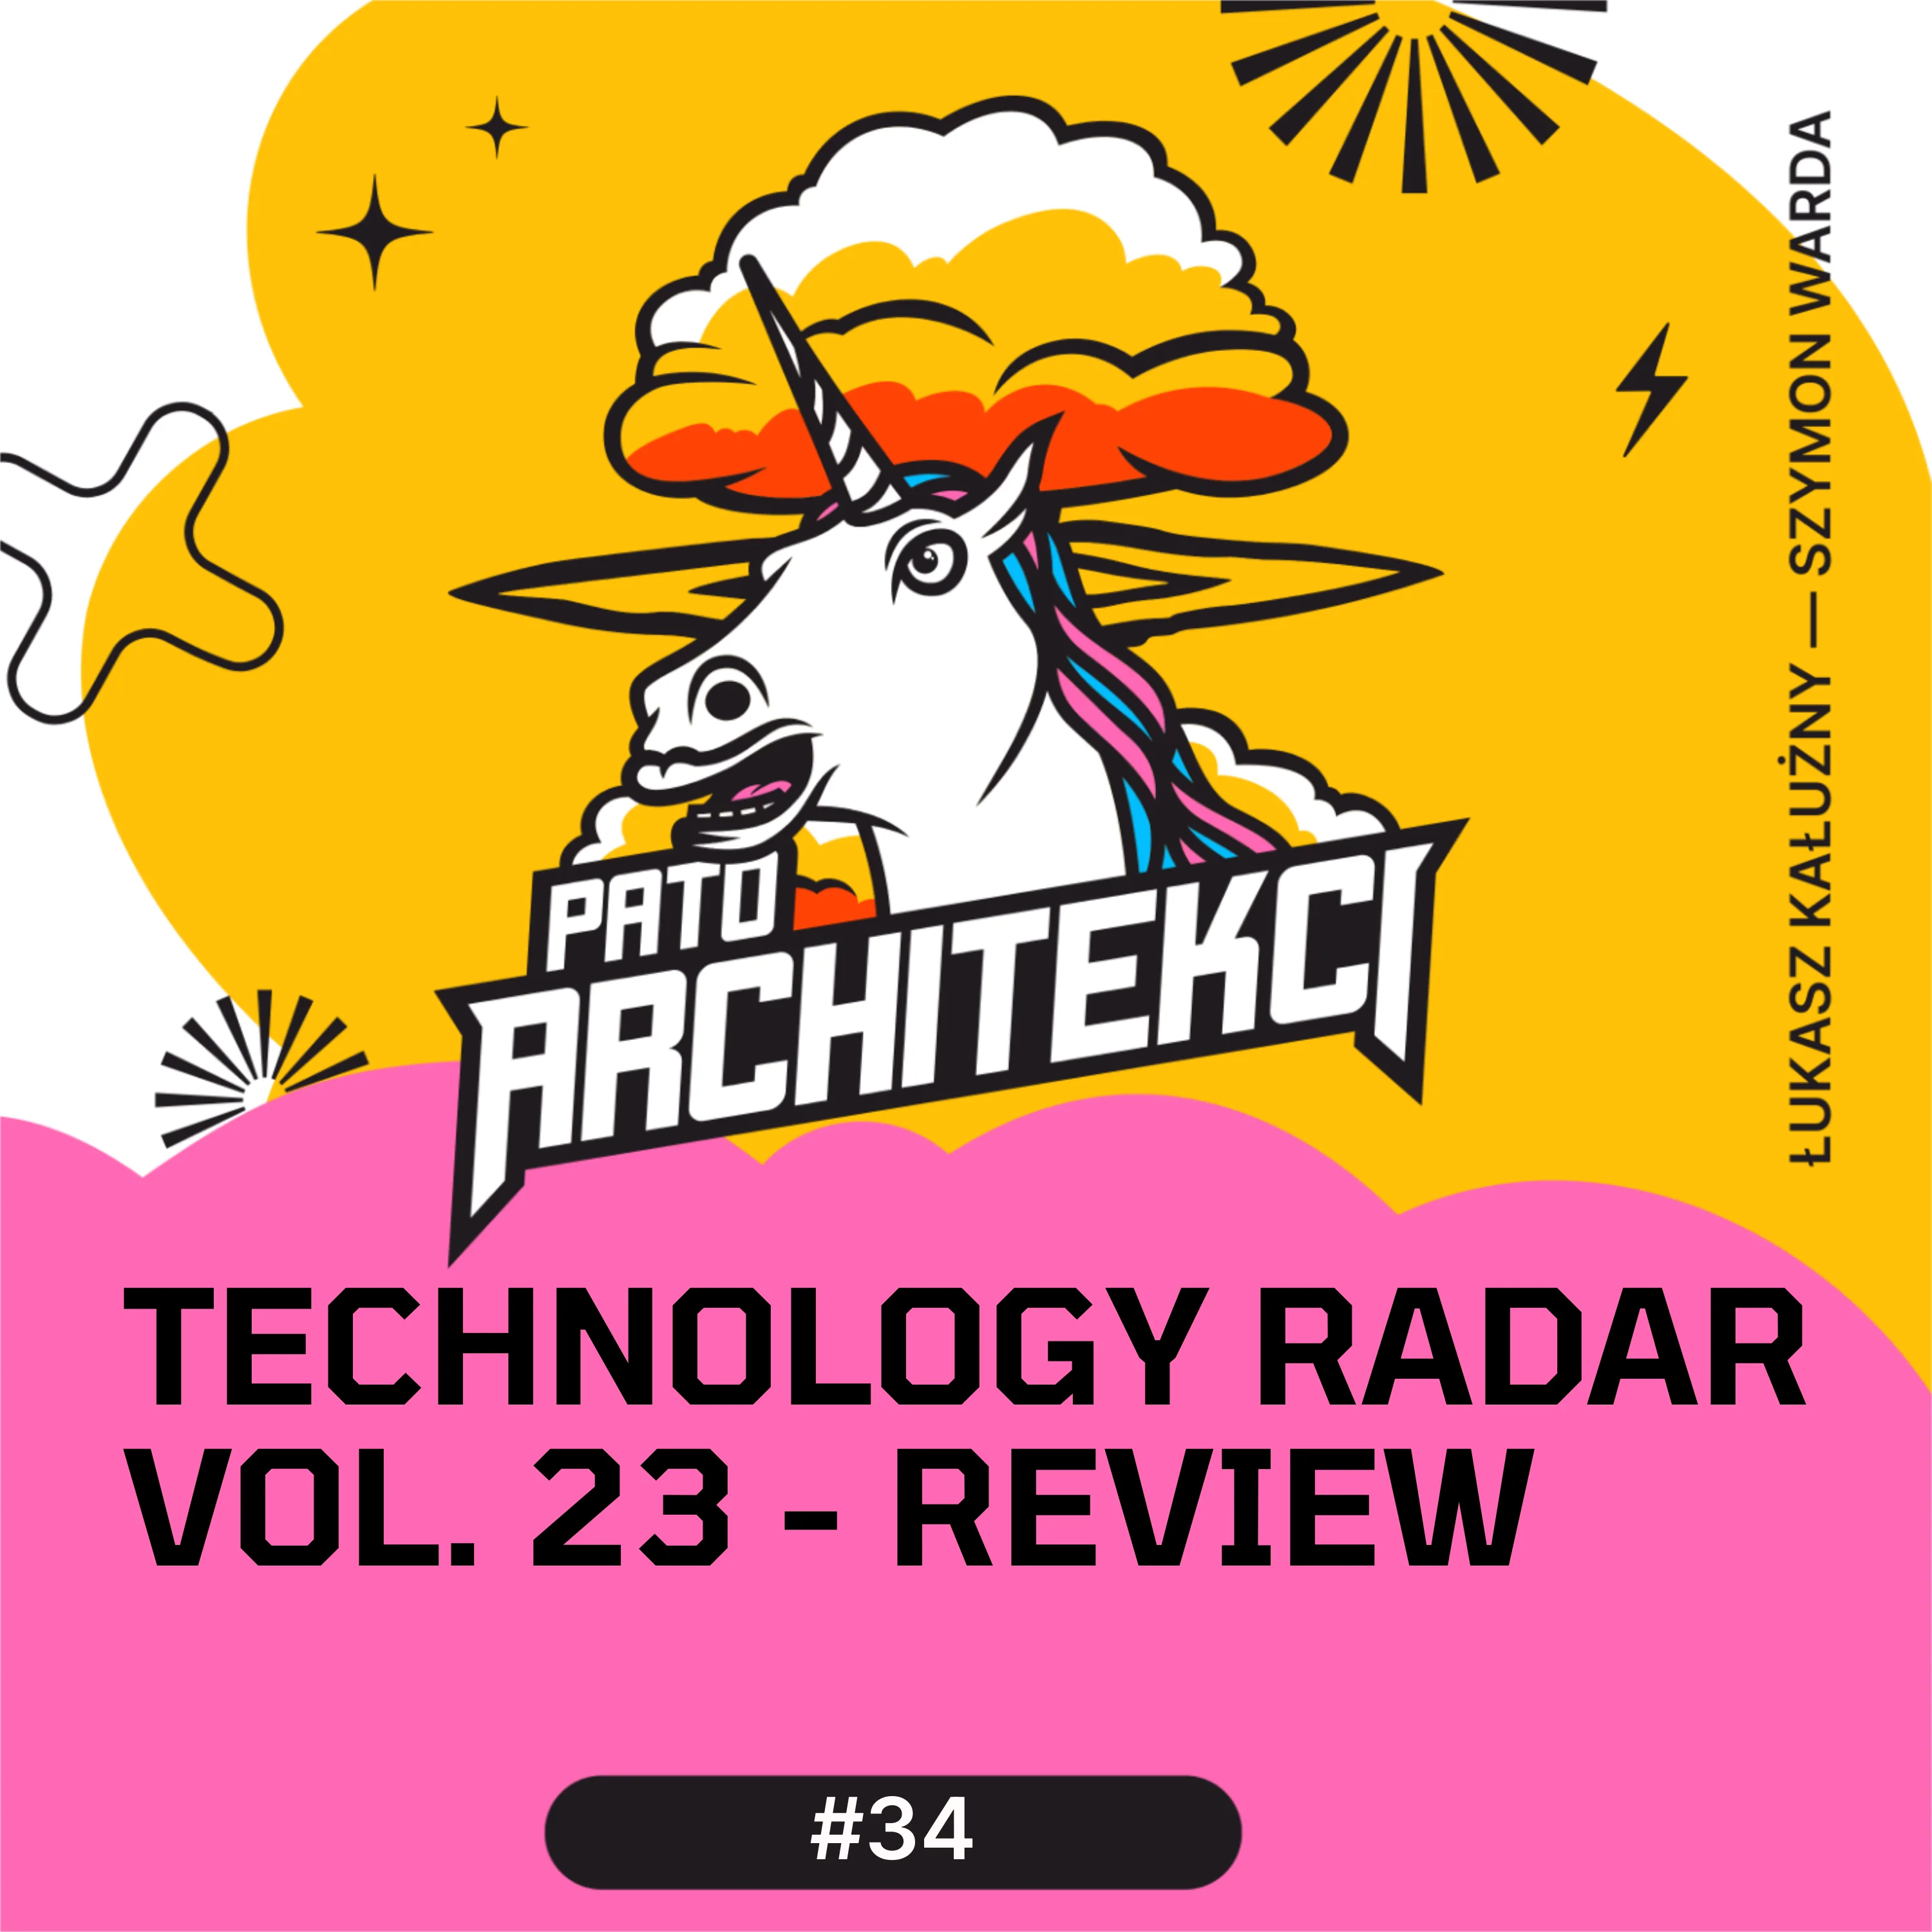 PATO
ARCHITEKCI
ŁUKASZ KAŁUŻNY — SZYMON WARDA
TECHNOLOGY RADAR
VOL. 23 - REVIEW
#34